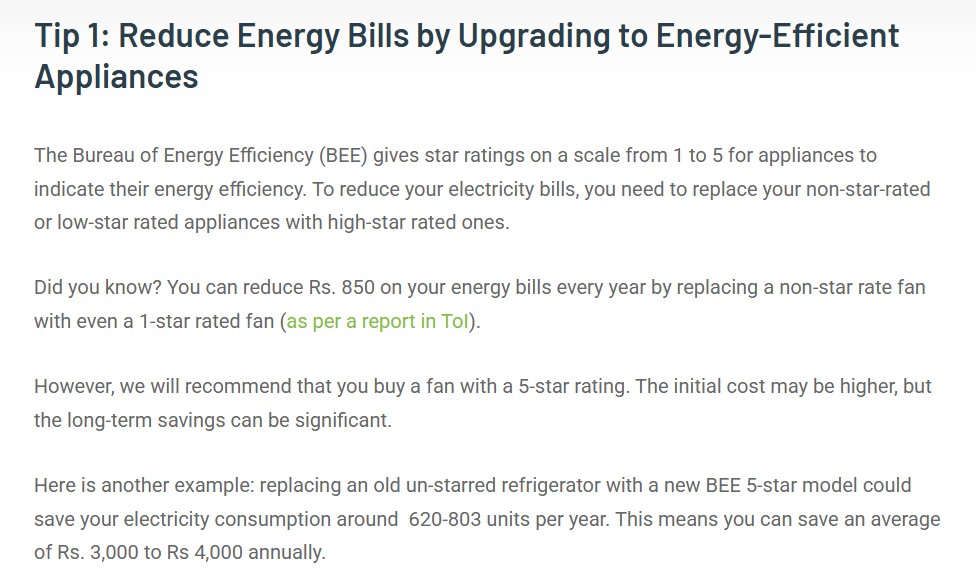 Tip 1: Reduce Energy Bills by Upgrading to Energy-Efficient
Appliances
The Bureau of Energy Efficiency (BEE) gives star ratings on a scale from 1 to 5 for appliances to
indicate their energy efficiency. To reduce your electricity bills, you need to replace your non-star-rated
or low-star rated appliances with high-star rated ones.
Did you know? You can reduce Rs. 850 on your energy bills every year by replacing a non-star rate fan
with even a 1-star rated fan (as per a report in ToI).
However, we will recommend that you buy a fan with a 5-star rating. The initial cost may be higher, but
the long-term savings can be significant.
Here is another example: replacing an old un-starred refrigerator with a new BEE 5-star model could
save your electricity consumption around  620-803 units per year. This means you can save an average
of Rs. 3,000 to Rs 4,000 annually.